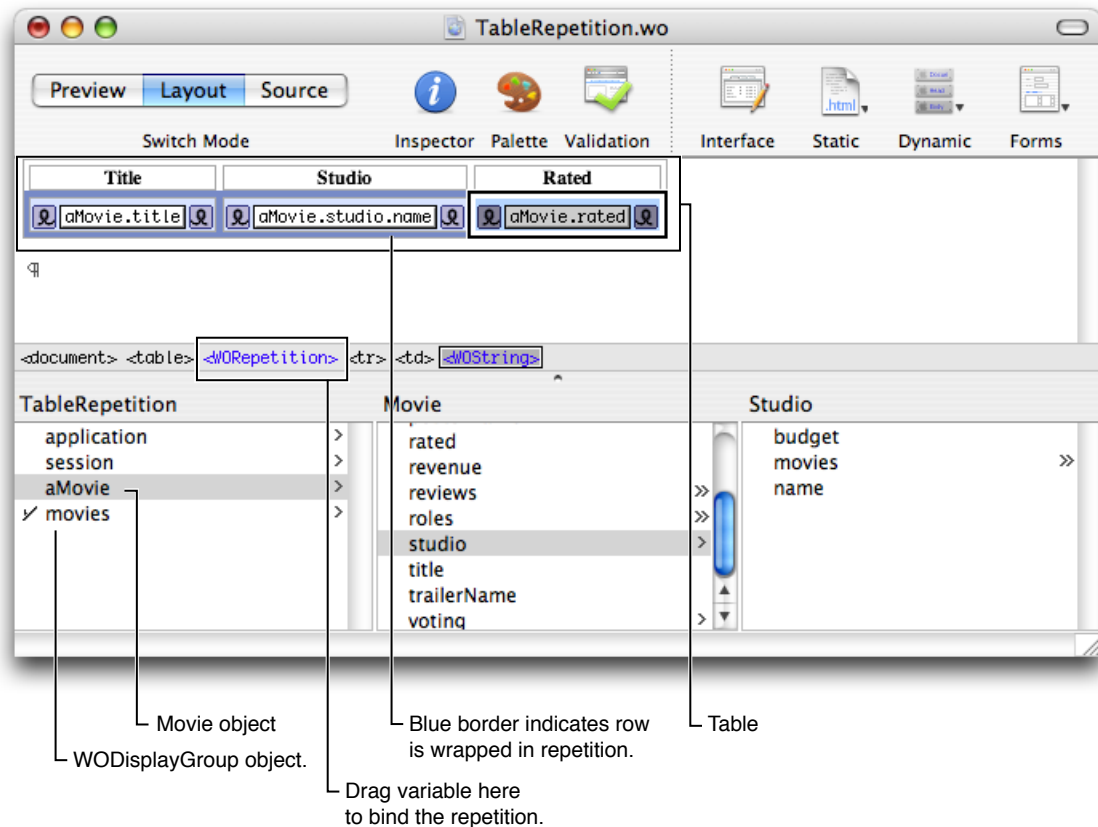 TableRepetition.wo
Preview Layout Source
.html
Switch Mode Inspector Palette Validation Interface Static Dynamic Forms
Title Studio Rated
aMovie.title aMovie.studio.name aMovie.rated
¶
<document> <table> <WORepetition> <tr> <td> <WOString>
TableRepetition Movie Studio
application > rated budget
session > revenue movies >>
aMovie > reviews >> name
movies > roles >>
studio >
title
trailerName
voting >
Movie object
WODisplayGroup object.
Blue border indicates row
is wrapped in repetition.
Table
Drag variable here
to bind the repetition.